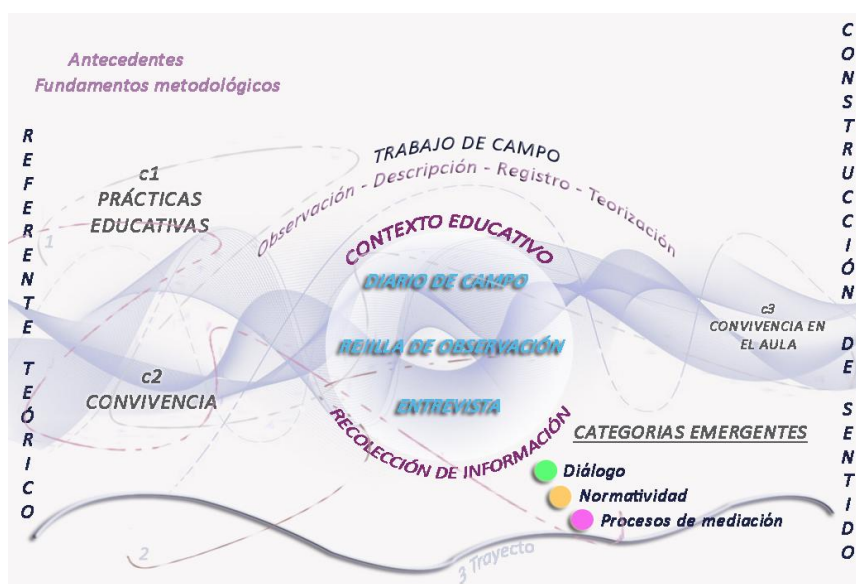 Antecedentes
Fundamentos metodológicos
REFERENTE TEÓRICO
c1
PRÁCTICAS
EDUCATIVAS
1
c2
CONVIVENCIA
TRABAJO DE CAMPO
Observación - Descripción - Registro - Teorización
CONTEXTO EDUCATIVO
DIARIO DE CAMPO
REJILLA DE OBSERVACIÓN
ENTREVISTA
RECOLECCIÓN DE INFORMACIÓN
c3
CONVIVENCIA EN
EL AULA
CATEGORIAS EMERGENTES
Diálogo
Normatividad
Procesos de mediación
2
3 Trayecto
CONSTRUCCIÓN DE SENTIDO